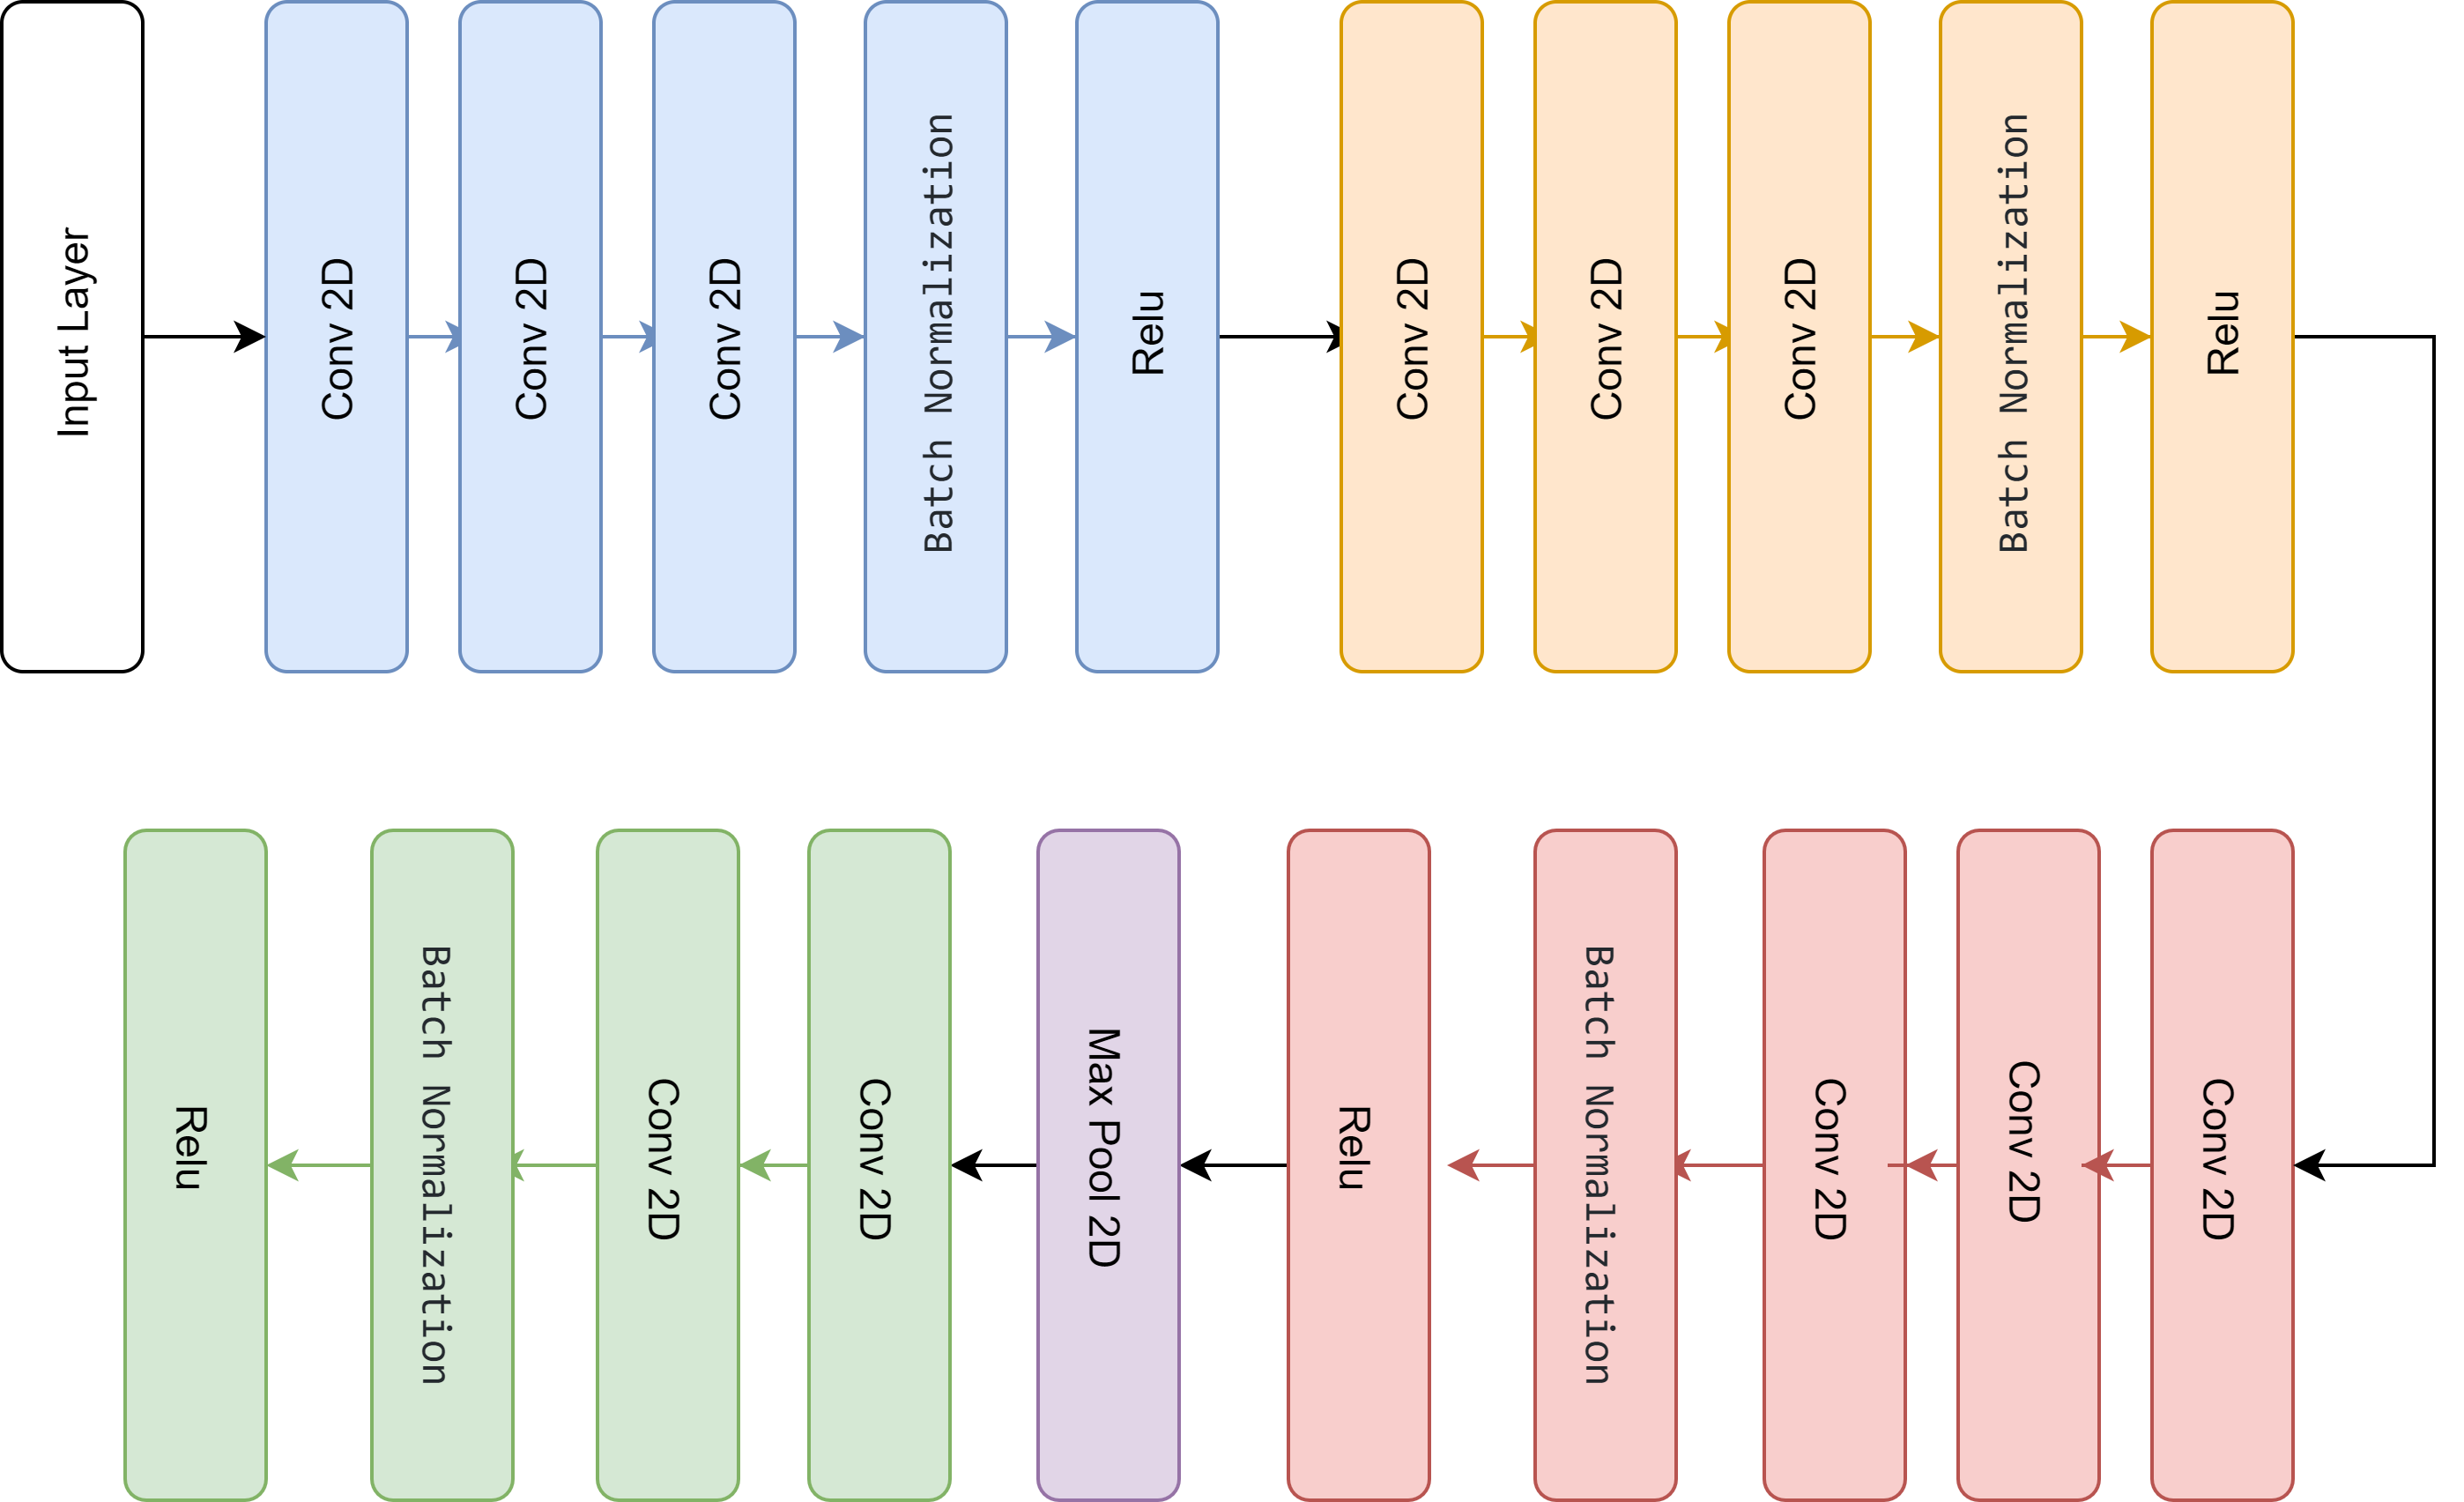 Input Layer
Conv 2D
Conv 2D
Conv 2D
Batch Normalization
Relu
Conv 2D
Conv 2D
Conv 2D
Batch Normalization
Relu
Conv 2D
Conv 2D
Conv 2D
Batch Normalization
Relu
Max Pool 2D
Conv 2D
Conv 2D
Batch Normalization
Relu